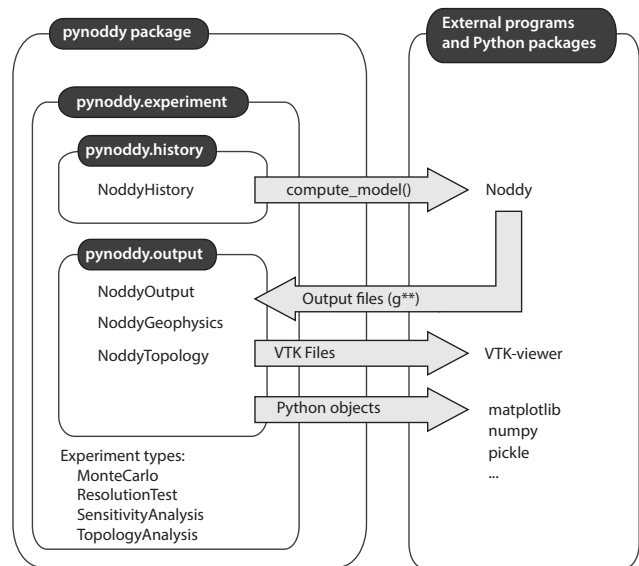 pynoddy package
External programs
and Python packages
pynoddy.experiment
pynoddy.history
NoddyHistory
compute_model()
Noddy
pynoddy.output
NoddyOutput
Output files (g**)
NoddyGeophysics
NoddyTopology
VTK Files
VTK-viewer
Python objects
matplotlib
numpy
pickle
...
Experiment types:
MonteCarlo
ResolutionTest
SensitivityAnalysis
TopologyAnalysis